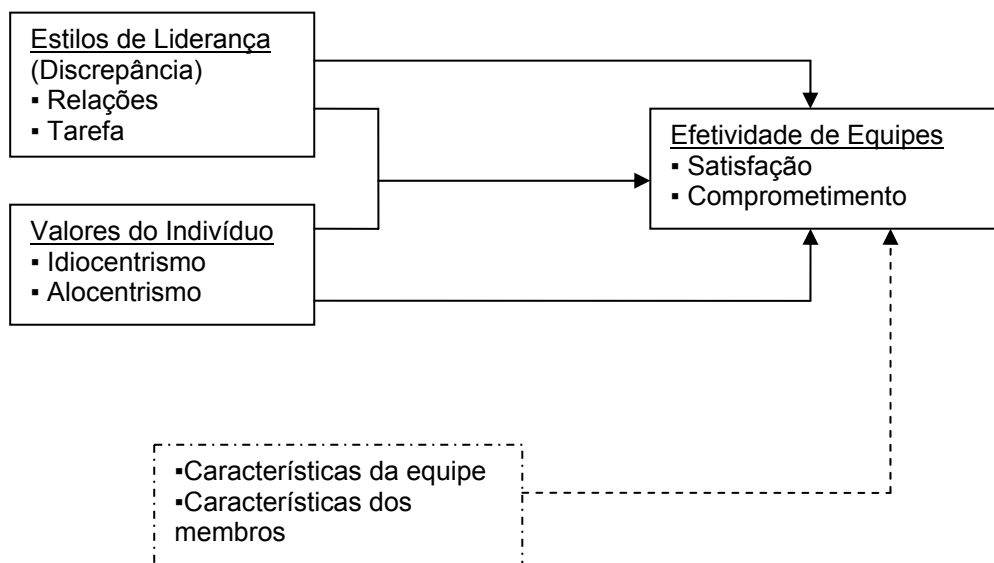 Estilos de Liderança
(Discrepância)
▪ Relações
▪ Tarefa
Efetividade de Equipes
▪ Satisfação
▪ Comprometimento
Valores do Indivíduo
▪ Idiocentrismo
▪ Alocentrismo
▪Características da equipe
▪Características dos
membros